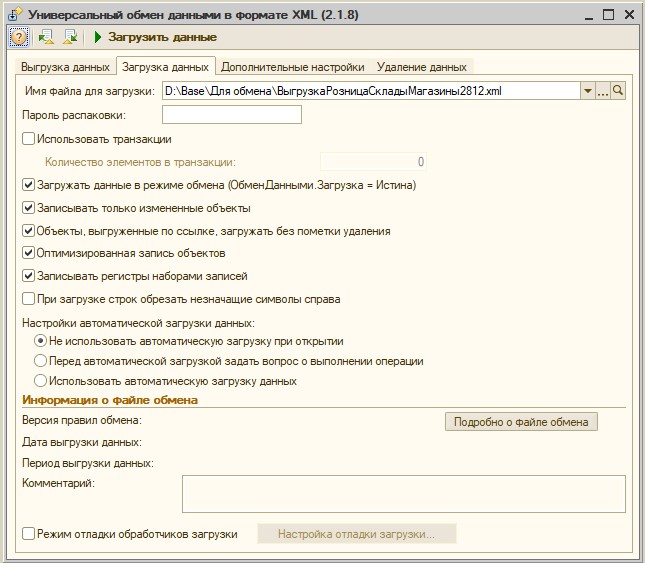 Универсальный обмен данными в формате XML (2.1.8)
Загрузить данные
Выгрузка данных Загрузка данных Дополнительные настройки Удаление данных
Имя файла для загрузки: D:\Base\Для обмена\ВыгрузкаРозницаСкладыМагазины2812.xml ...
Пароль распаковки:
Использовать транзакции
Количество элементов в транзакции: 0
Загружать данные в режиме обмена (ОбменДанными.Загрузка = Истина)
Записывать только измененные объекты
Объекты, выгруженные по ссылке, загружать без пометки удаления
Оптимизированная запись объектов
Записывать регистры наборами записей
При загрузке строк обрезать незначащие символы справа
Настройки автоматической загрузки данных:
Не использовать автоматическую загрузку при открытии
Перед автоматической загрузкой задать вопрос о выполнении операции
Использовать автоматическую загрузку данных
Информация о файле обмена
Версия правил обмена: Подробно о файле обмена
Дата выгрузки данных:
Период выгрузки данных:
Комментарий:
Режим отладки обработчиков загрузки Настройка отладки загрузки...